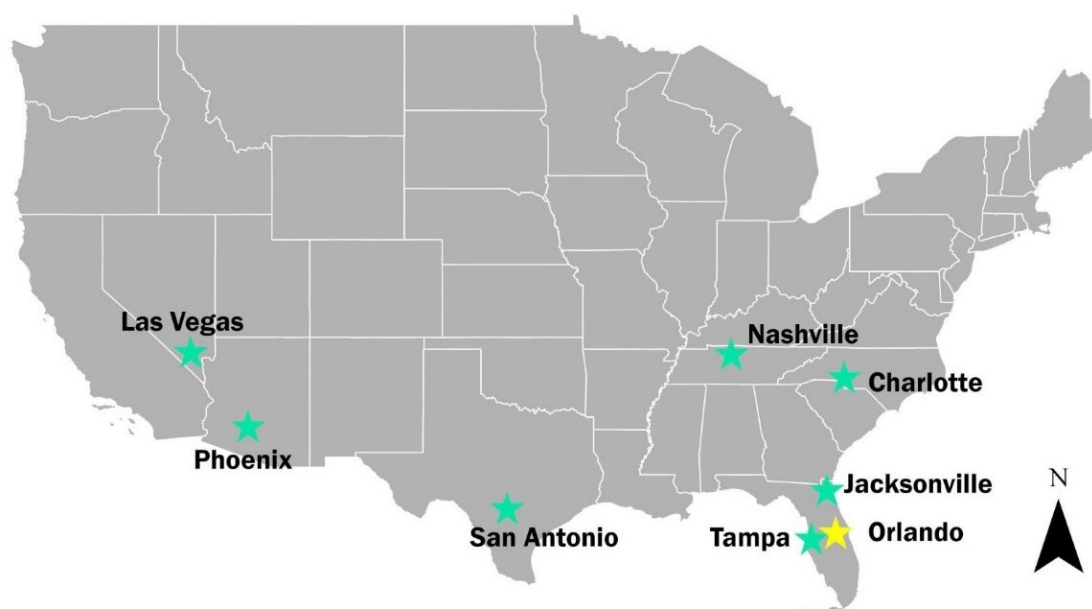 Las Vegas
Nashville
Charlotte
Phoenix
Jacksonville
N
San Antonio
Tampa
Orlando